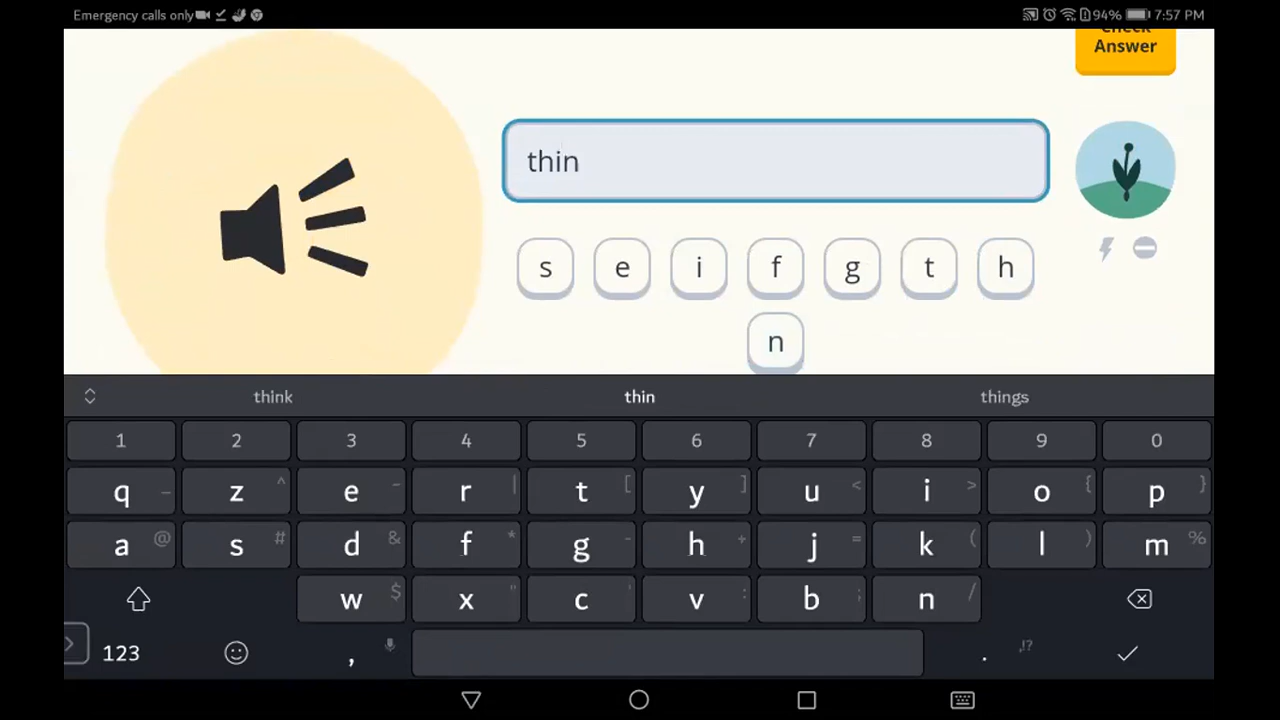 Emergency calls only 94% 7:57 PM
Check
Answer
thin
s e i f g t h
n
think thin things
1 2 3 4 5 6 7 8 9 0
q _ z ^ e ~ r | t [ y ] u < i > o { p }
a @ s # d & f * g - h + j = k ( l ) m %
w $ x " c ' v : b ; n /
123 , . ,!?